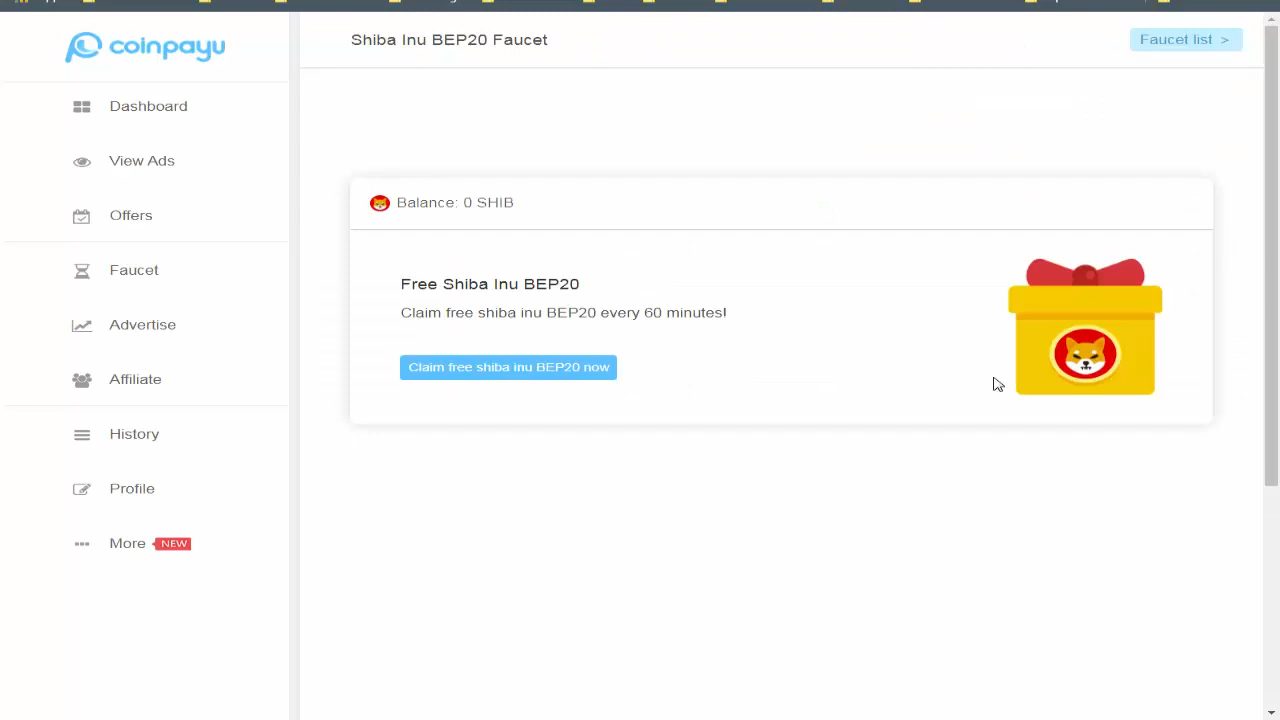 coinpayu
Shiba Inu BEP20 Faucet
Faucet list >
Dashboard
View Ads
Offers
Faucet
Advertise
Affiliate
History
Profile
More NEW
Balance: 0 SHIB
Free Shiba Inu BEP20
Claim free shiba inu BEP20 every 60 minutes!
Claim free shiba inu BEP20 now